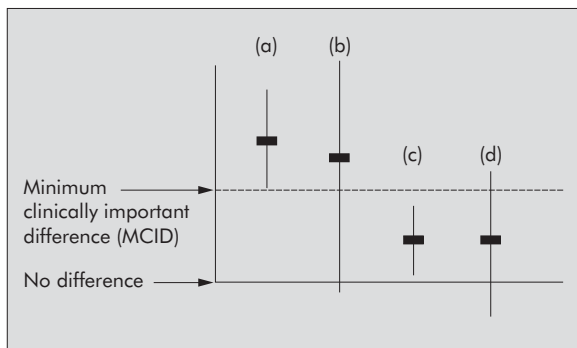 (a)
(b)
(c)
(d)
Minimum
clinically important
difference (MCID)
No difference